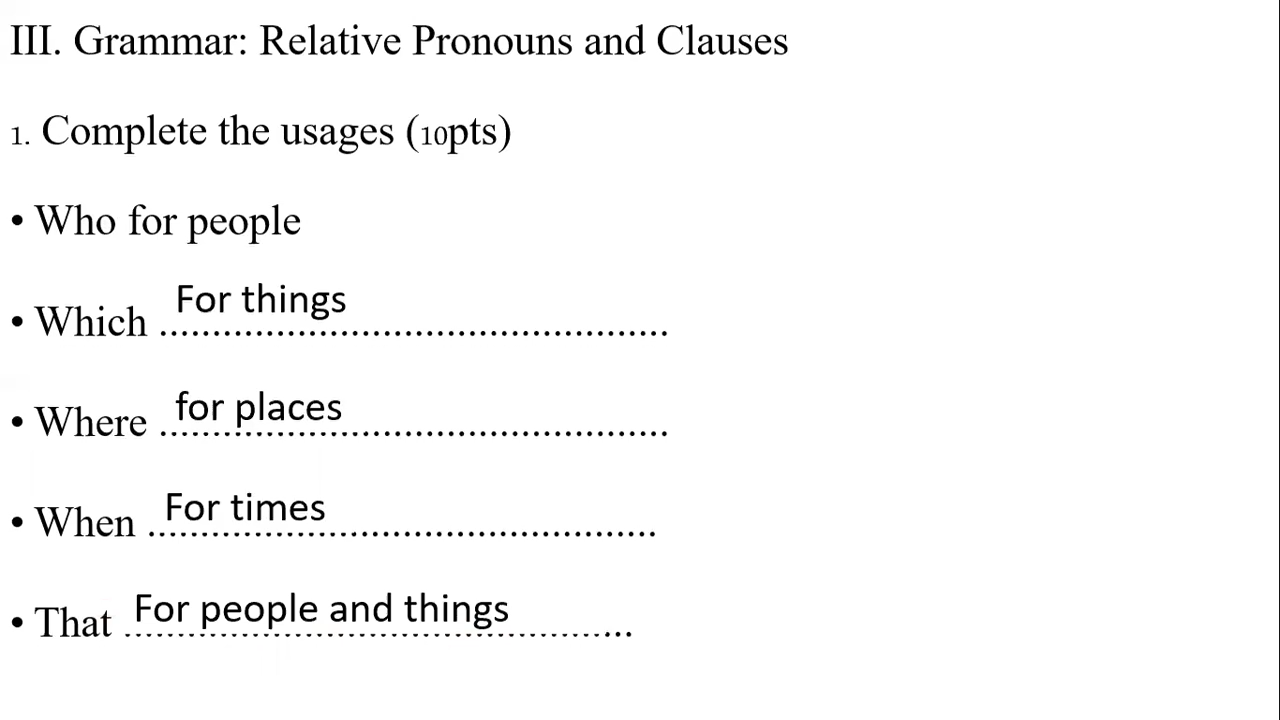 III. Grammar: Relative Pronouns and Clauses
1. Complete the usages (10pts)
• Who for people
• Which For things ................................................
• Where for places ................................................
• When For times ................................................
• That For people and things ................................................